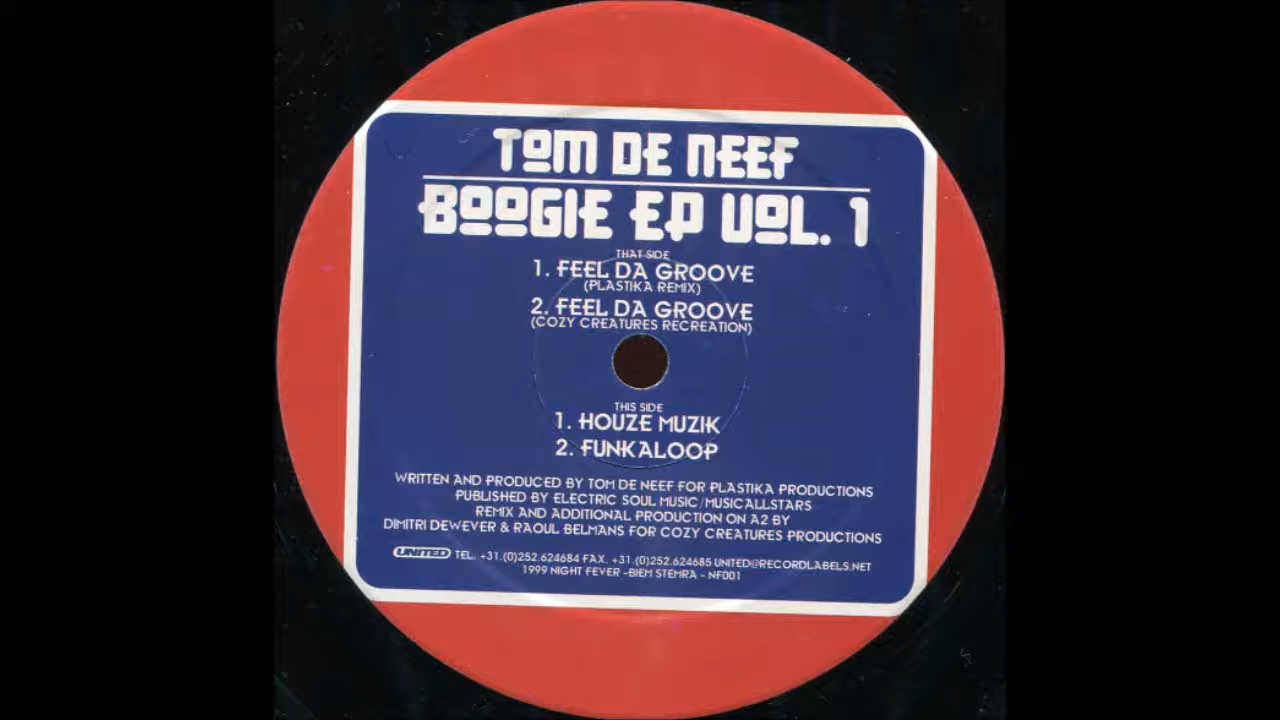 TOM DE NEEF
BOOGIE EP VOL. 1
THAT SIDE
1. FEEL DA GROOVE
(PLASTIKA REMIX)
2. FEEL DA GROOVE
(COZY CREATURES RECREATION)
THIS SIDE
1. HOUZE MUZIK
2. FUNKALOOP
WRITTEN AND PRODUCED BY TOM DE NEEF FOR PLASTIKA PRODUCTIONS
PUBLISHED BY ELECTRIC SOUL MUSIC/MUSICALLSTARS
REMIX AND ADDITIONAL PRODUCTION ON A2 BY
DIMITRI DEWEVER & RAOUL BELMANS FOR COZY CREATURES PRODUCTIONS
UNITED TEL. +31.(0)252.624684 FAX. +31.(0)252.624685 UNITED@RECORDLABELS.NET
1999 NIGHT FEVER -BIEM STEMRA - NF001